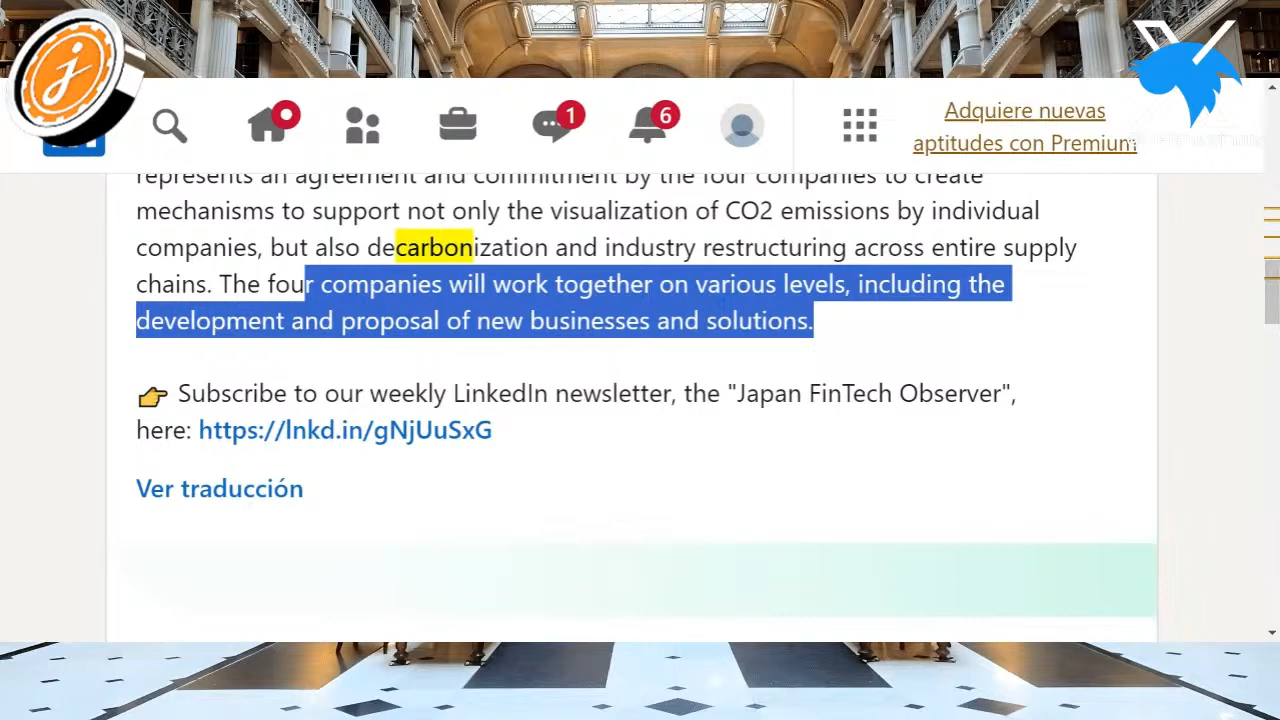 j
1
6
Adquiere nuevas
aptitudes con Premium
represents an agreement and commitment by the four companies to create
mechanisms to support not only the visualization of CO2 emissions by individual
companies, but also decarbonization and industry restructuring across entire supply
chains. The four companies will work together on various levels, including the
development and proposal of new businesses and solutions.
👉 Subscribe to our weekly LinkedIn newsletter, the "Japan FinTech Observer",
here: https://lnkd.in/gNjUuSxG
Ver traducción